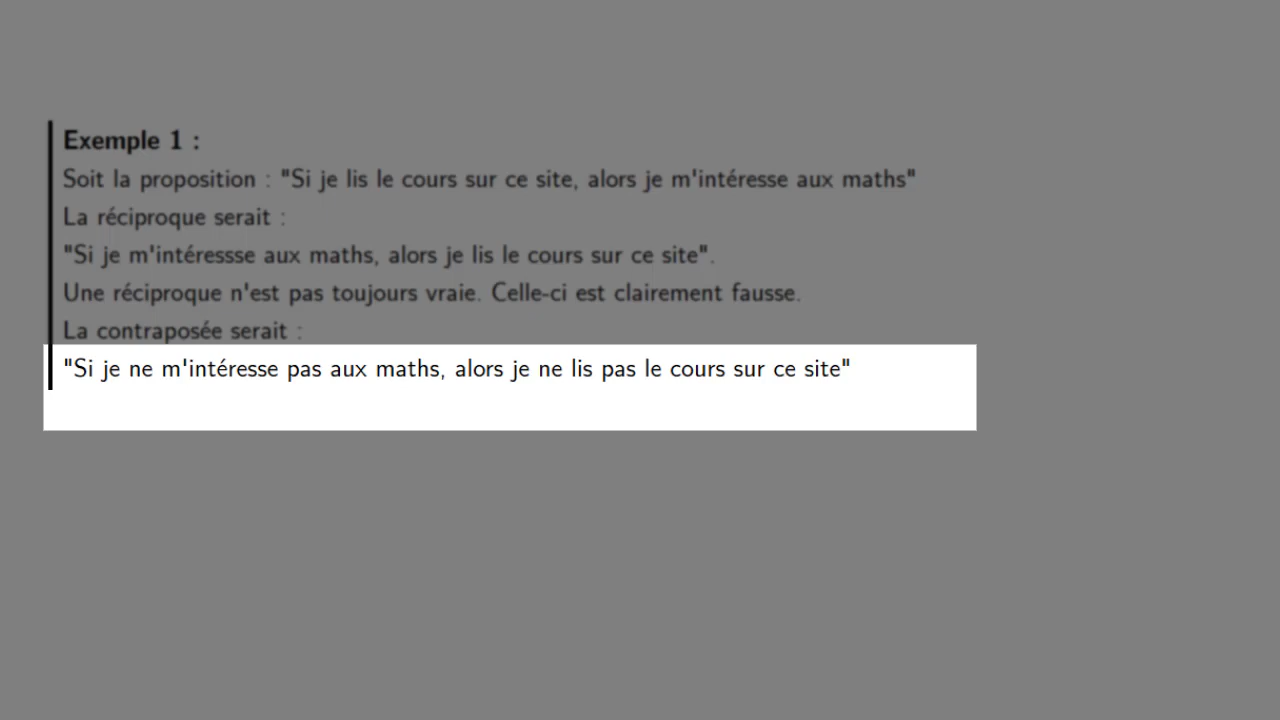 Exemple 1 :
Soit la proposition : "Si je lis le cours sur ce site, alors je m'intéresse aux maths"
La réciproque serait :
"Si je m'intéressse aux maths, alors je lis le cours sur ce site".
Une réciproque n'est pas toujours vraie. Celle-ci est clairement fausse.
La contraposée serait :
"Si je ne m'intéresse pas aux maths, alors je ne lis pas le cours sur ce site"